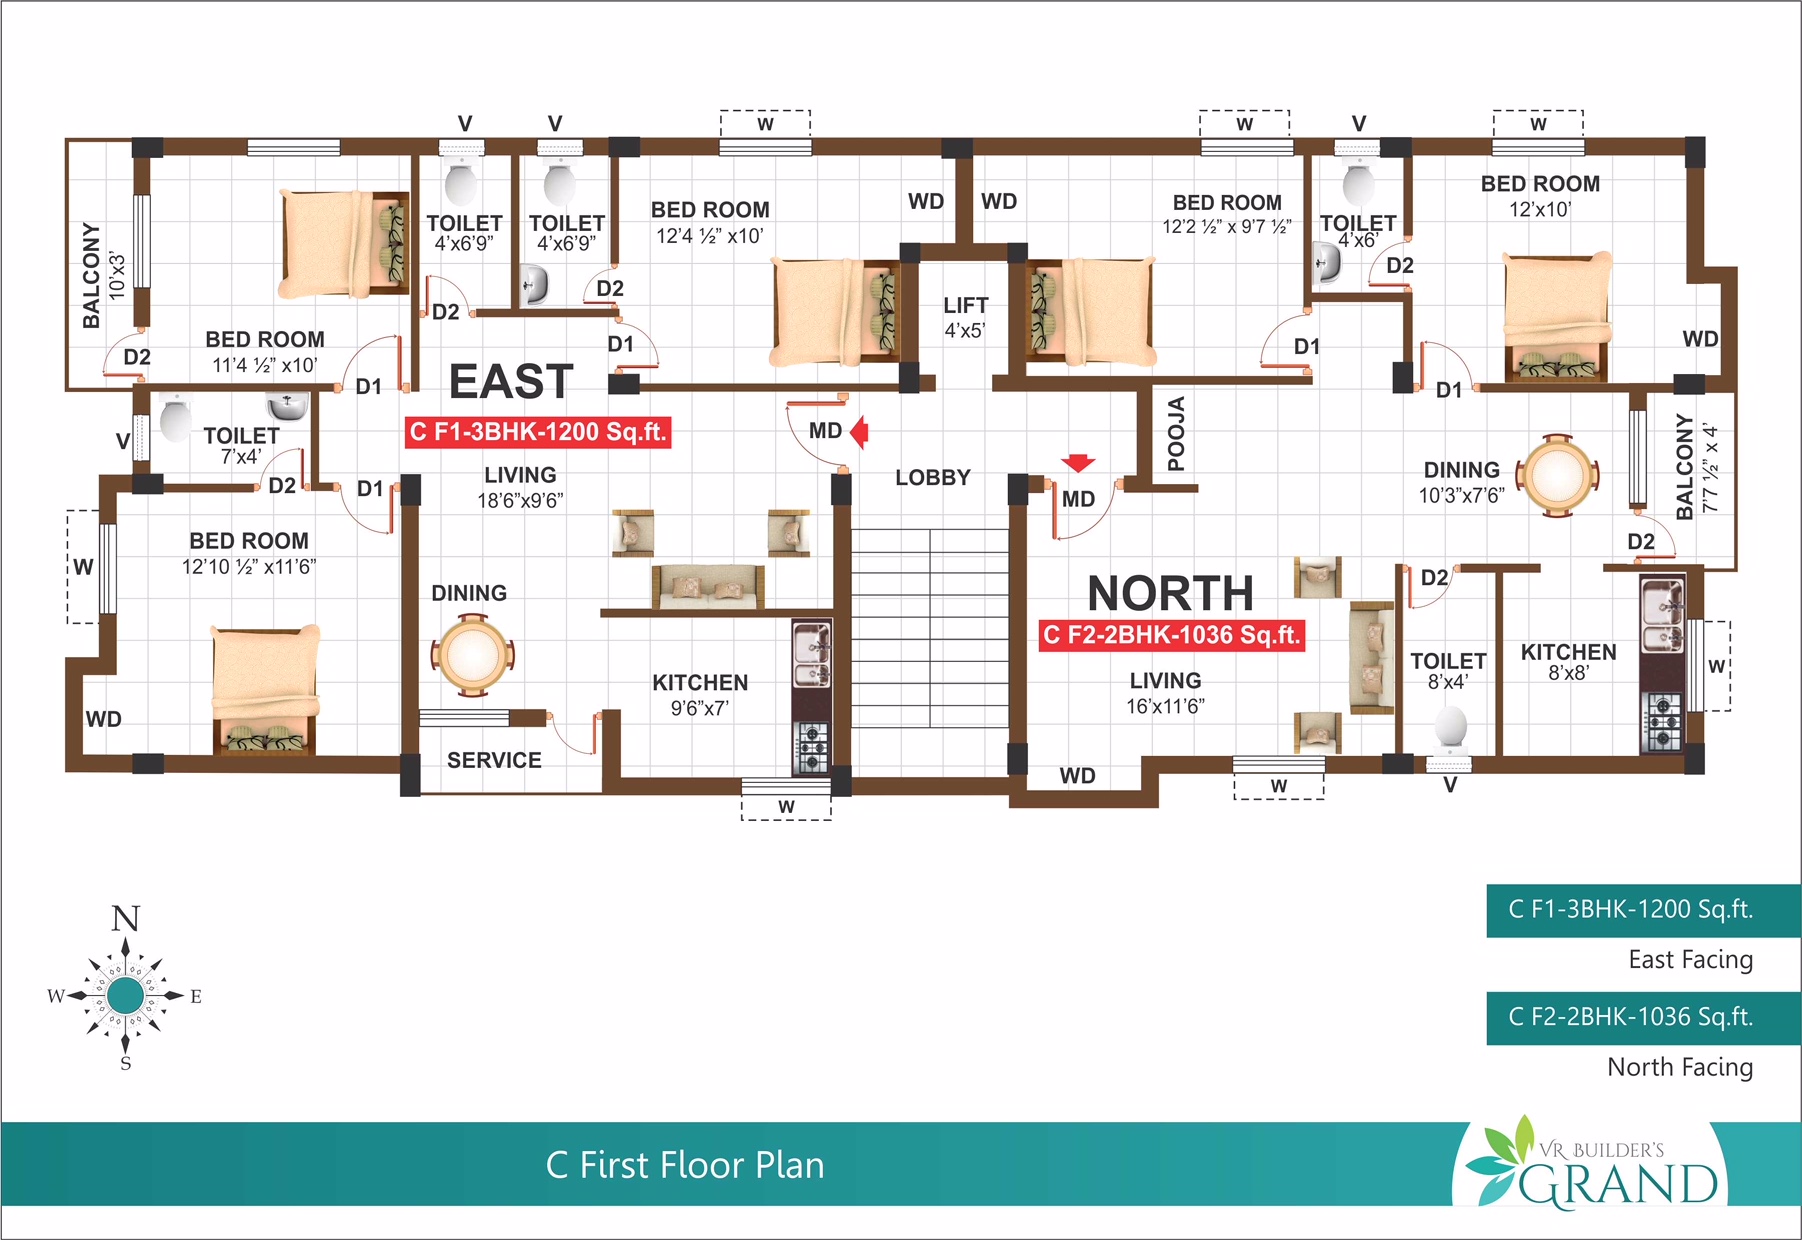 V
V
W
W
V
W
BED ROOM
11'4 ½” x10'
BALCONY
10'x3'
D2
D1
TOILET
4'x6'9”
D2
TOILET
4'x6'9”
D2
D1
BED ROOM
12'4 ½” x10'
WD
WD
LIFT
4'x5'
BED ROOM
12'2 ½” x 9'7 ½”
D1
TOILET
4'x6'
D2
BED ROOM
12'x10'
WD
D1
EAST
C F1-3BHK-1200 Sq.ft.
MD
LOBBY
MD
POOJA
DINING
10'3”x7'6”
BALCONY
7'7 ½” x 4'
D2
V
TOILET
7'x4'
D2
D1
LIVING
18'6”x9'6”
W
BED ROOM
12'10 ½” x11'6”
WD
DINING
KITCHEN
9'6”x7'
SERVICE
W
NORTH
C F2-2BHK-1036 Sq.ft.
LIVING
16'x11'6”
WD
W
D2
TOILET
8'x4'
V
KITCHEN
8'x8'
W
N
W
E
S
C F1-3BHK-1200 Sq.ft.
East Facing
C F2-2BHK-1036 Sq.ft.
North Facing
C First Floor Plan
VR BUILDER'S
GRAND